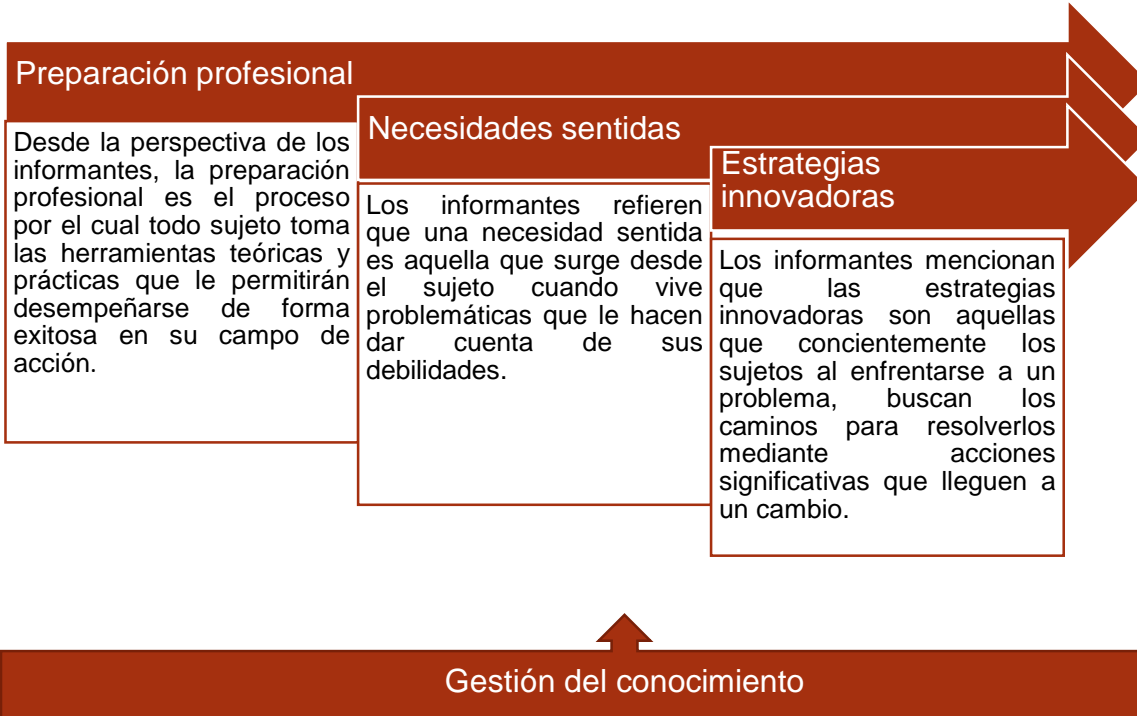 Preparación profesional
Desde la perspectiva de los
informantes, la preparación
profesional es el proceso
por el cual todo sujeto toma
las herramientas teóricas y
prácticas que le permitirán
desempeñarse de forma
exitosa en su campo de
acción.
Necesidades sentidas
Los informantes refieren
que una necesidad sentida
es aquella que surge desde
el sujeto cuando vive
problemáticas que le hacen
dar cuenta de sus
debilidades.
Estrategias
innovadoras
Los informantes mencionan
que las estrategias
innovadoras son aquellas
que concientemente los
sujetos al enfrentarse a un
problema, buscan los
caminos para resolverlos
mediante acciones
significativas que lleguen a
un cambio.
Gestión del conocimiento